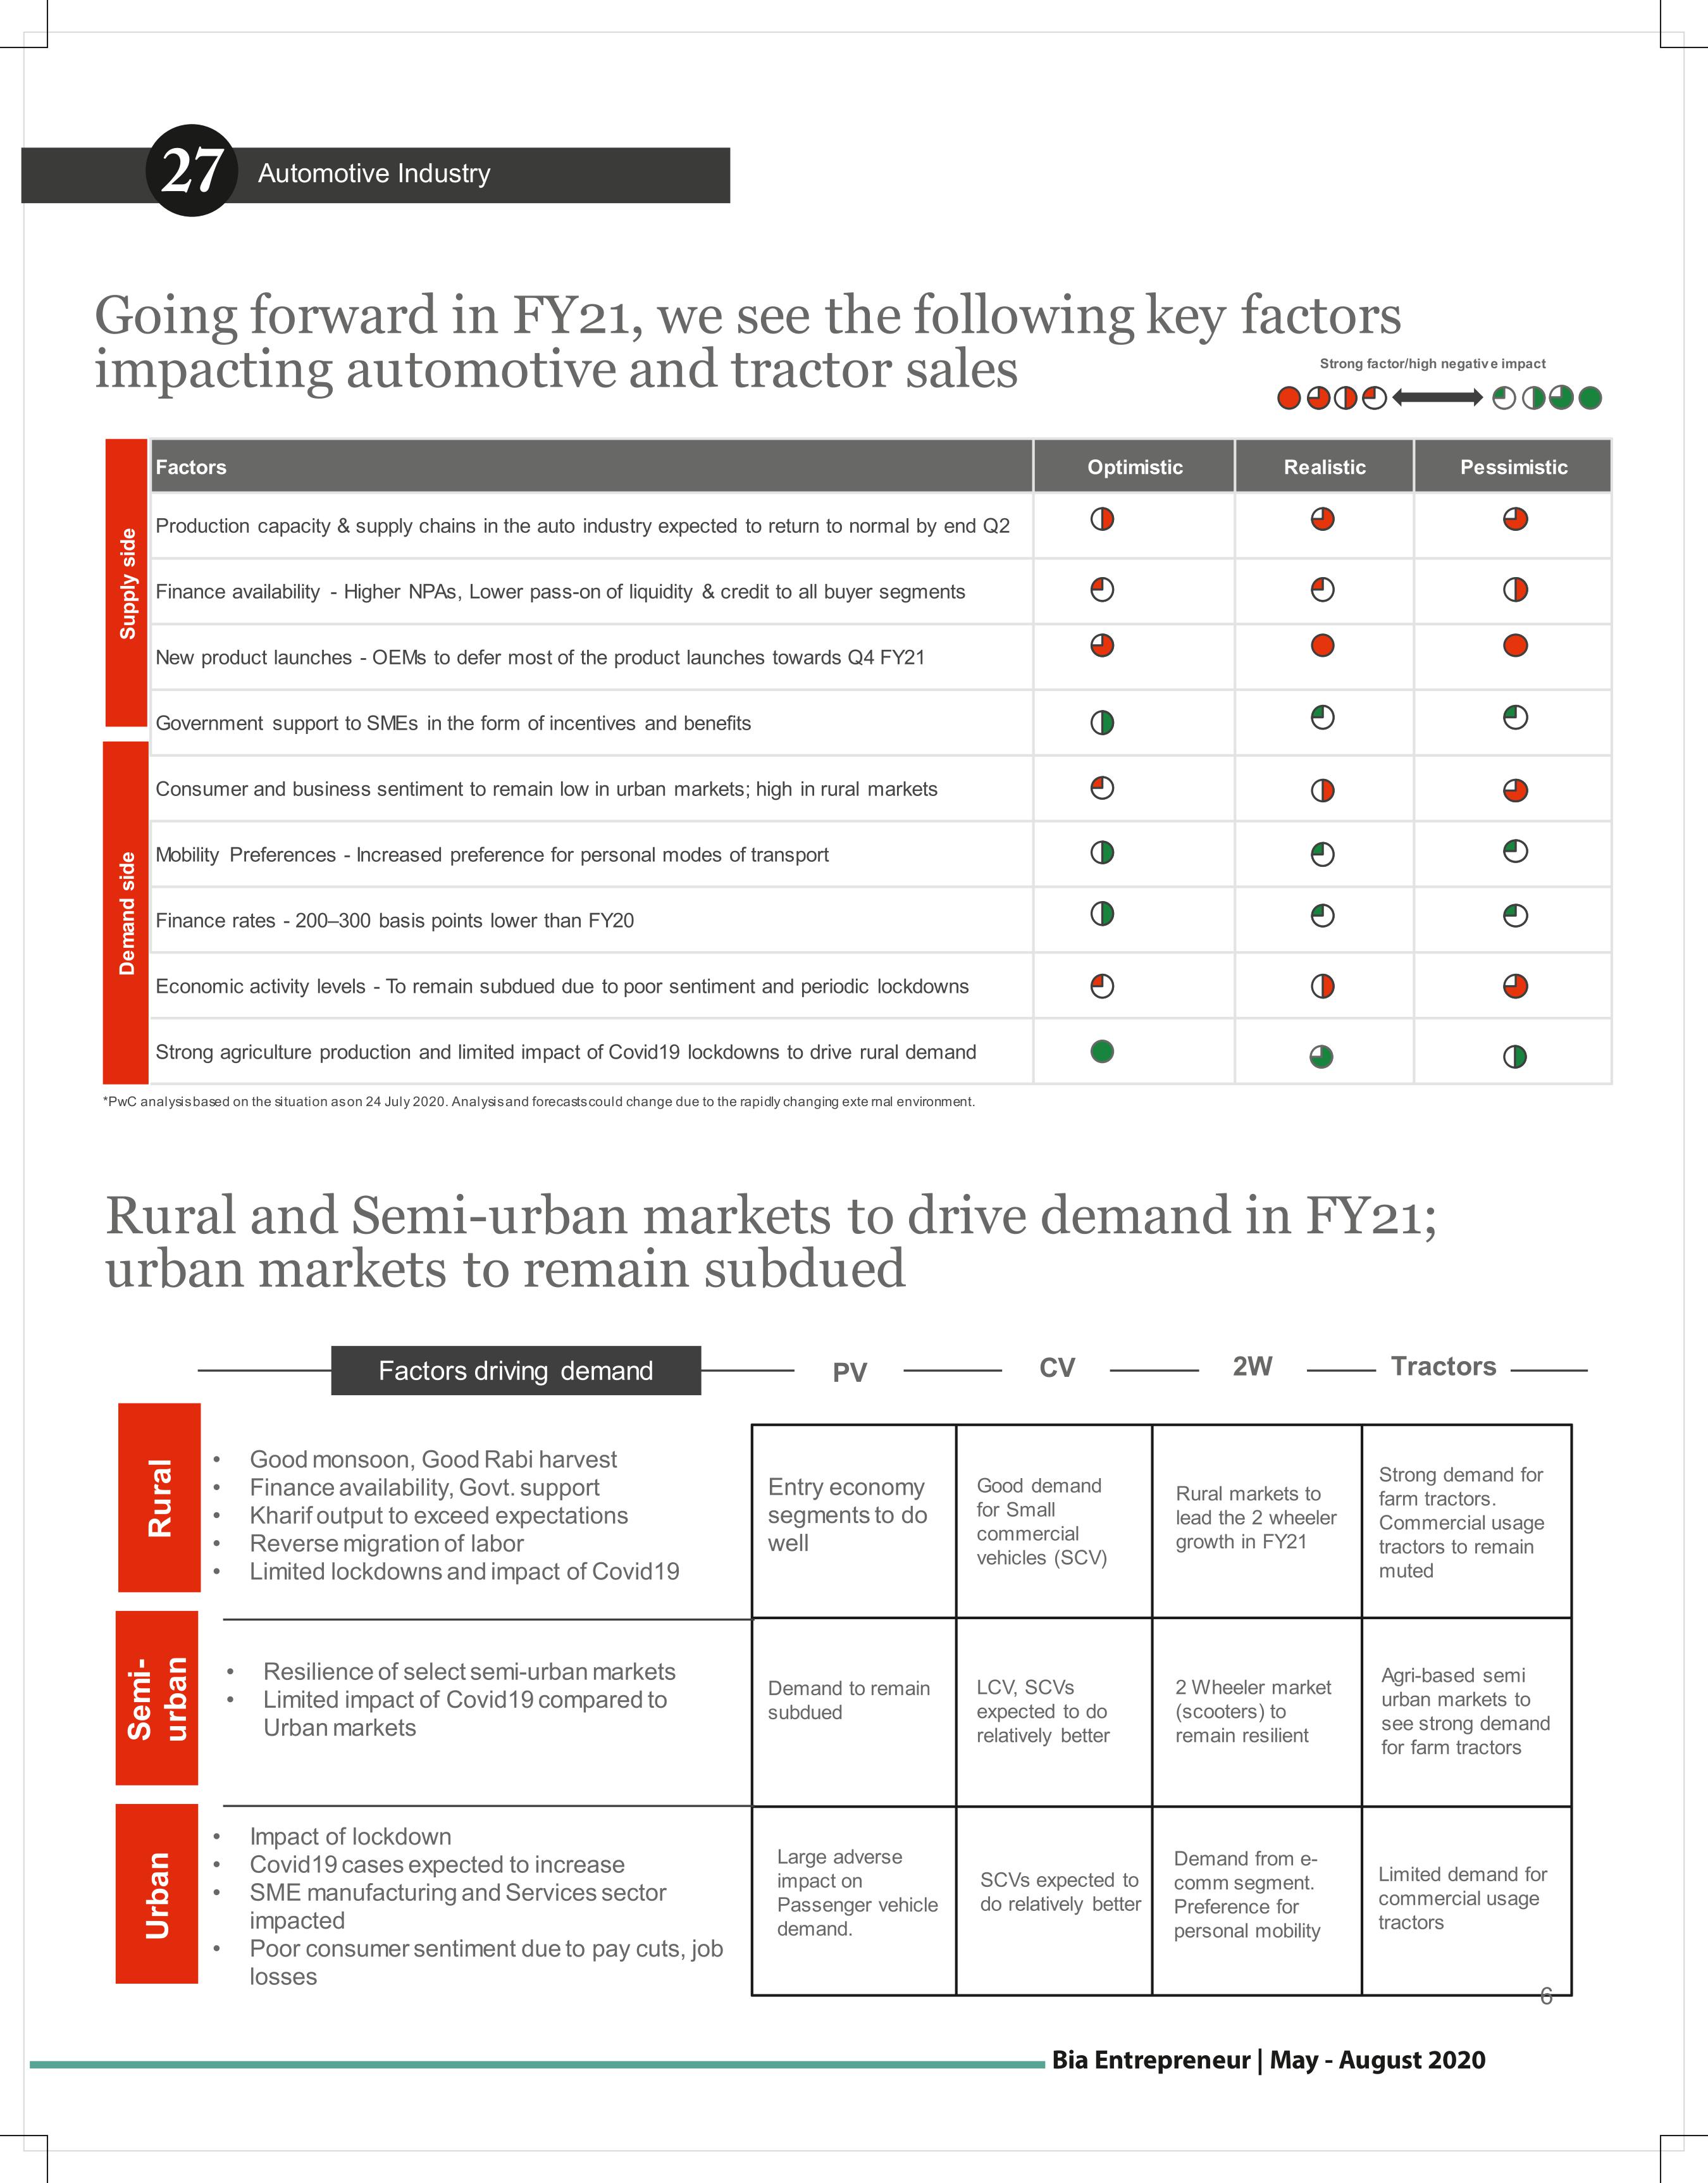 27 Automotive Industry
Going forward in FY21, we see the following key factors
impacting automotive and tractor sales
Strong factor/high negative impact
Supply side
Factors Optimistic Realistic Pessimistic
Production capacity & supply chains in the auto industry expected to return to normal by end Q2
Finance availability - Higher NPAs, Lower pass-on of liquidity & credit to all buyer segments
New product launches - OEMs to defer most of the product launches towards Q4 FY21
Government support to SMEs in the form of incentives and benefits
Demand side
Consumer and business sentiment to remain low in urban markets; high in rural markets
Mobility Preferences - Increased preference for personal modes of transport
Finance rates - 200–300 basis points lower than FY20
Economic activity levels - To remain subdued due to poor sentiment and periodic lockdowns
Strong agriculture production and limited impact of Covid19 lockdowns to drive rural demand
*PwC analysis based on the situation as on 24 July 2020. Analysis and forecasts could change due to the rapidly changing external environment.
Rural and Semi-urban markets to drive demand in FY21;
urban markets to remain subdued
Factors driving demand PV CV 2W Tractors
Rural
• Good monsoon, Good Rabi harvest
• Finance availability, Govt. support
• Kharif output to exceed expectations
• Reverse migration of labor
• Limited lockdowns and impact of Covid19
Entry economy
segments to do
well
Good demand
for Small
commercial
vehicles (SCV)
Rural markets to
lead the 2 wheeler
growth in FY21
Strong demand for
farm tractors.
Commercial usage
tractors to remain
muted
Semi-
urban
• Resilience of select semi-urban markets
• Limited impact of Covid19 compared to
Urban markets
Demand to remain
subdued
LCV, SCVs
expected to do
relatively better
2 Wheeler market
(scooters) to
remain resilient
Agri-based semi
urban markets to
see strong demand
for farm tractors
Urban
• Impact of lockdown
• Covid19 cases expected to increase
• SME manufacturing and Services sector
impacted
• Poor consumer sentiment due to pay cuts, job
losses
Large adverse
impact on
Passenger vehicle
demand.
SCVs expected to
do relatively better
Demand from e-
comm segment.
Preference for
personal mobility
Limited demand for
commercial usage
tractors
6
Bia Entrepreneur | May - August 2020